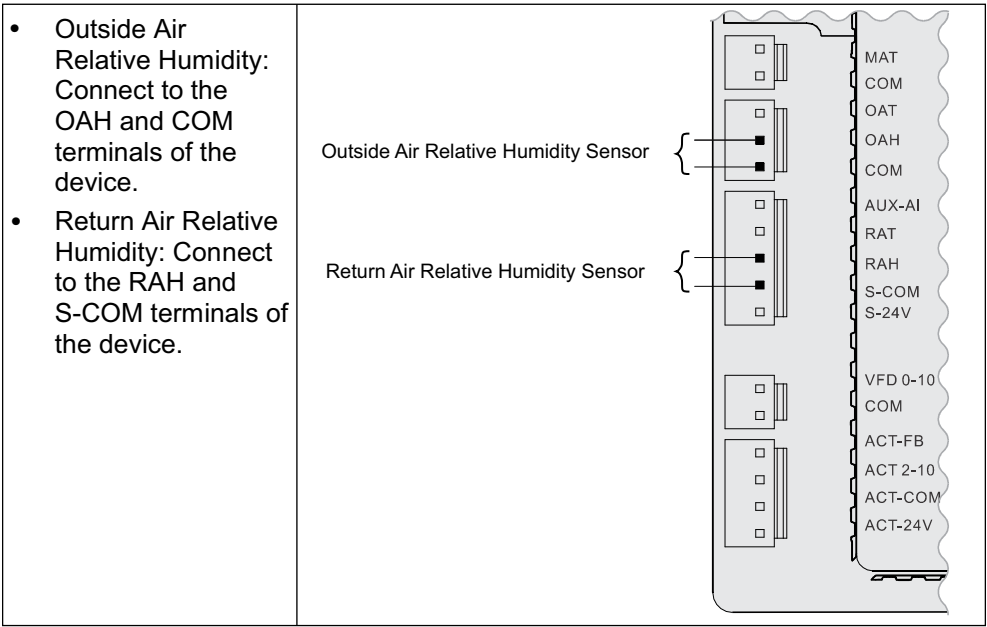 • Outside Air
Relative Humidity:
Connect to the
OAH and COM
terminals of the
device.
• Return Air Relative
Humidity: Connect
to the RAH and
S-COM terminals of
the device.
Outside Air Relative Humidity Sensor
Return Air Relative Humidity Sensor
MAT
COM
OAT
OAH
COM
AUX-AI
RAT
RAH
S-COM
S-24V
VFD 0-10
COM
ACT-FB
ACT 2-10
ACT-COM
ACT-24V